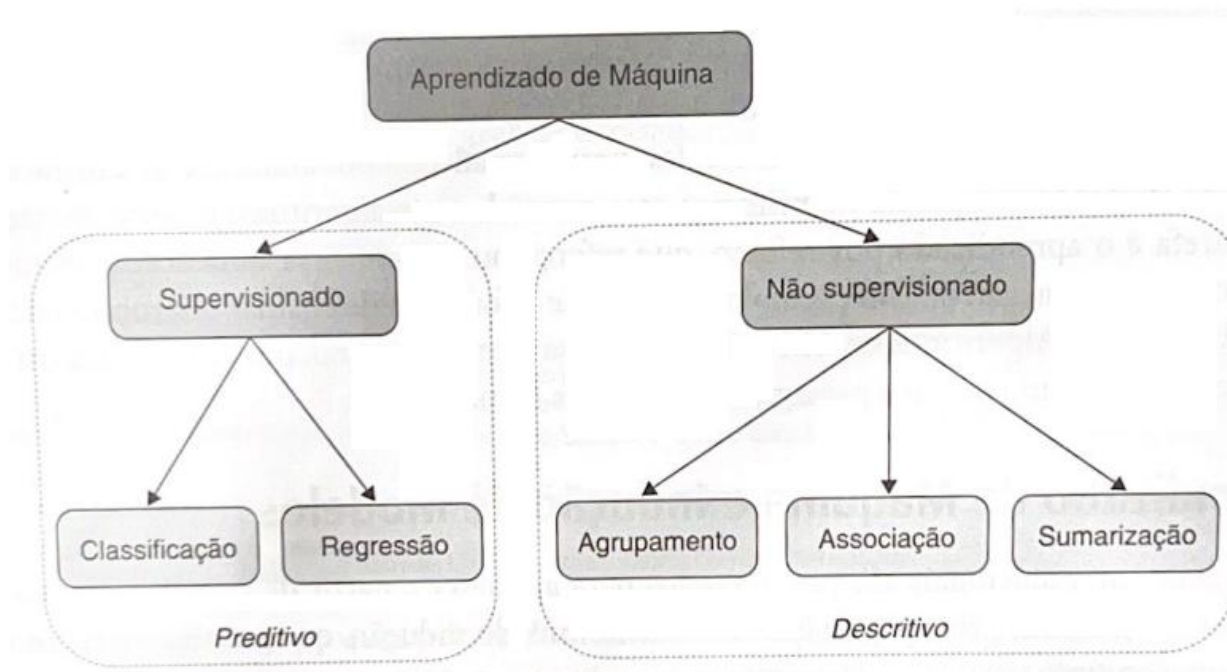 Aprendizado de Máquina
Supervisionado
Não supervisionado
Classificação
Regressão
Agrupamento
Associação
Sumarização
Preditivo
Descritivo